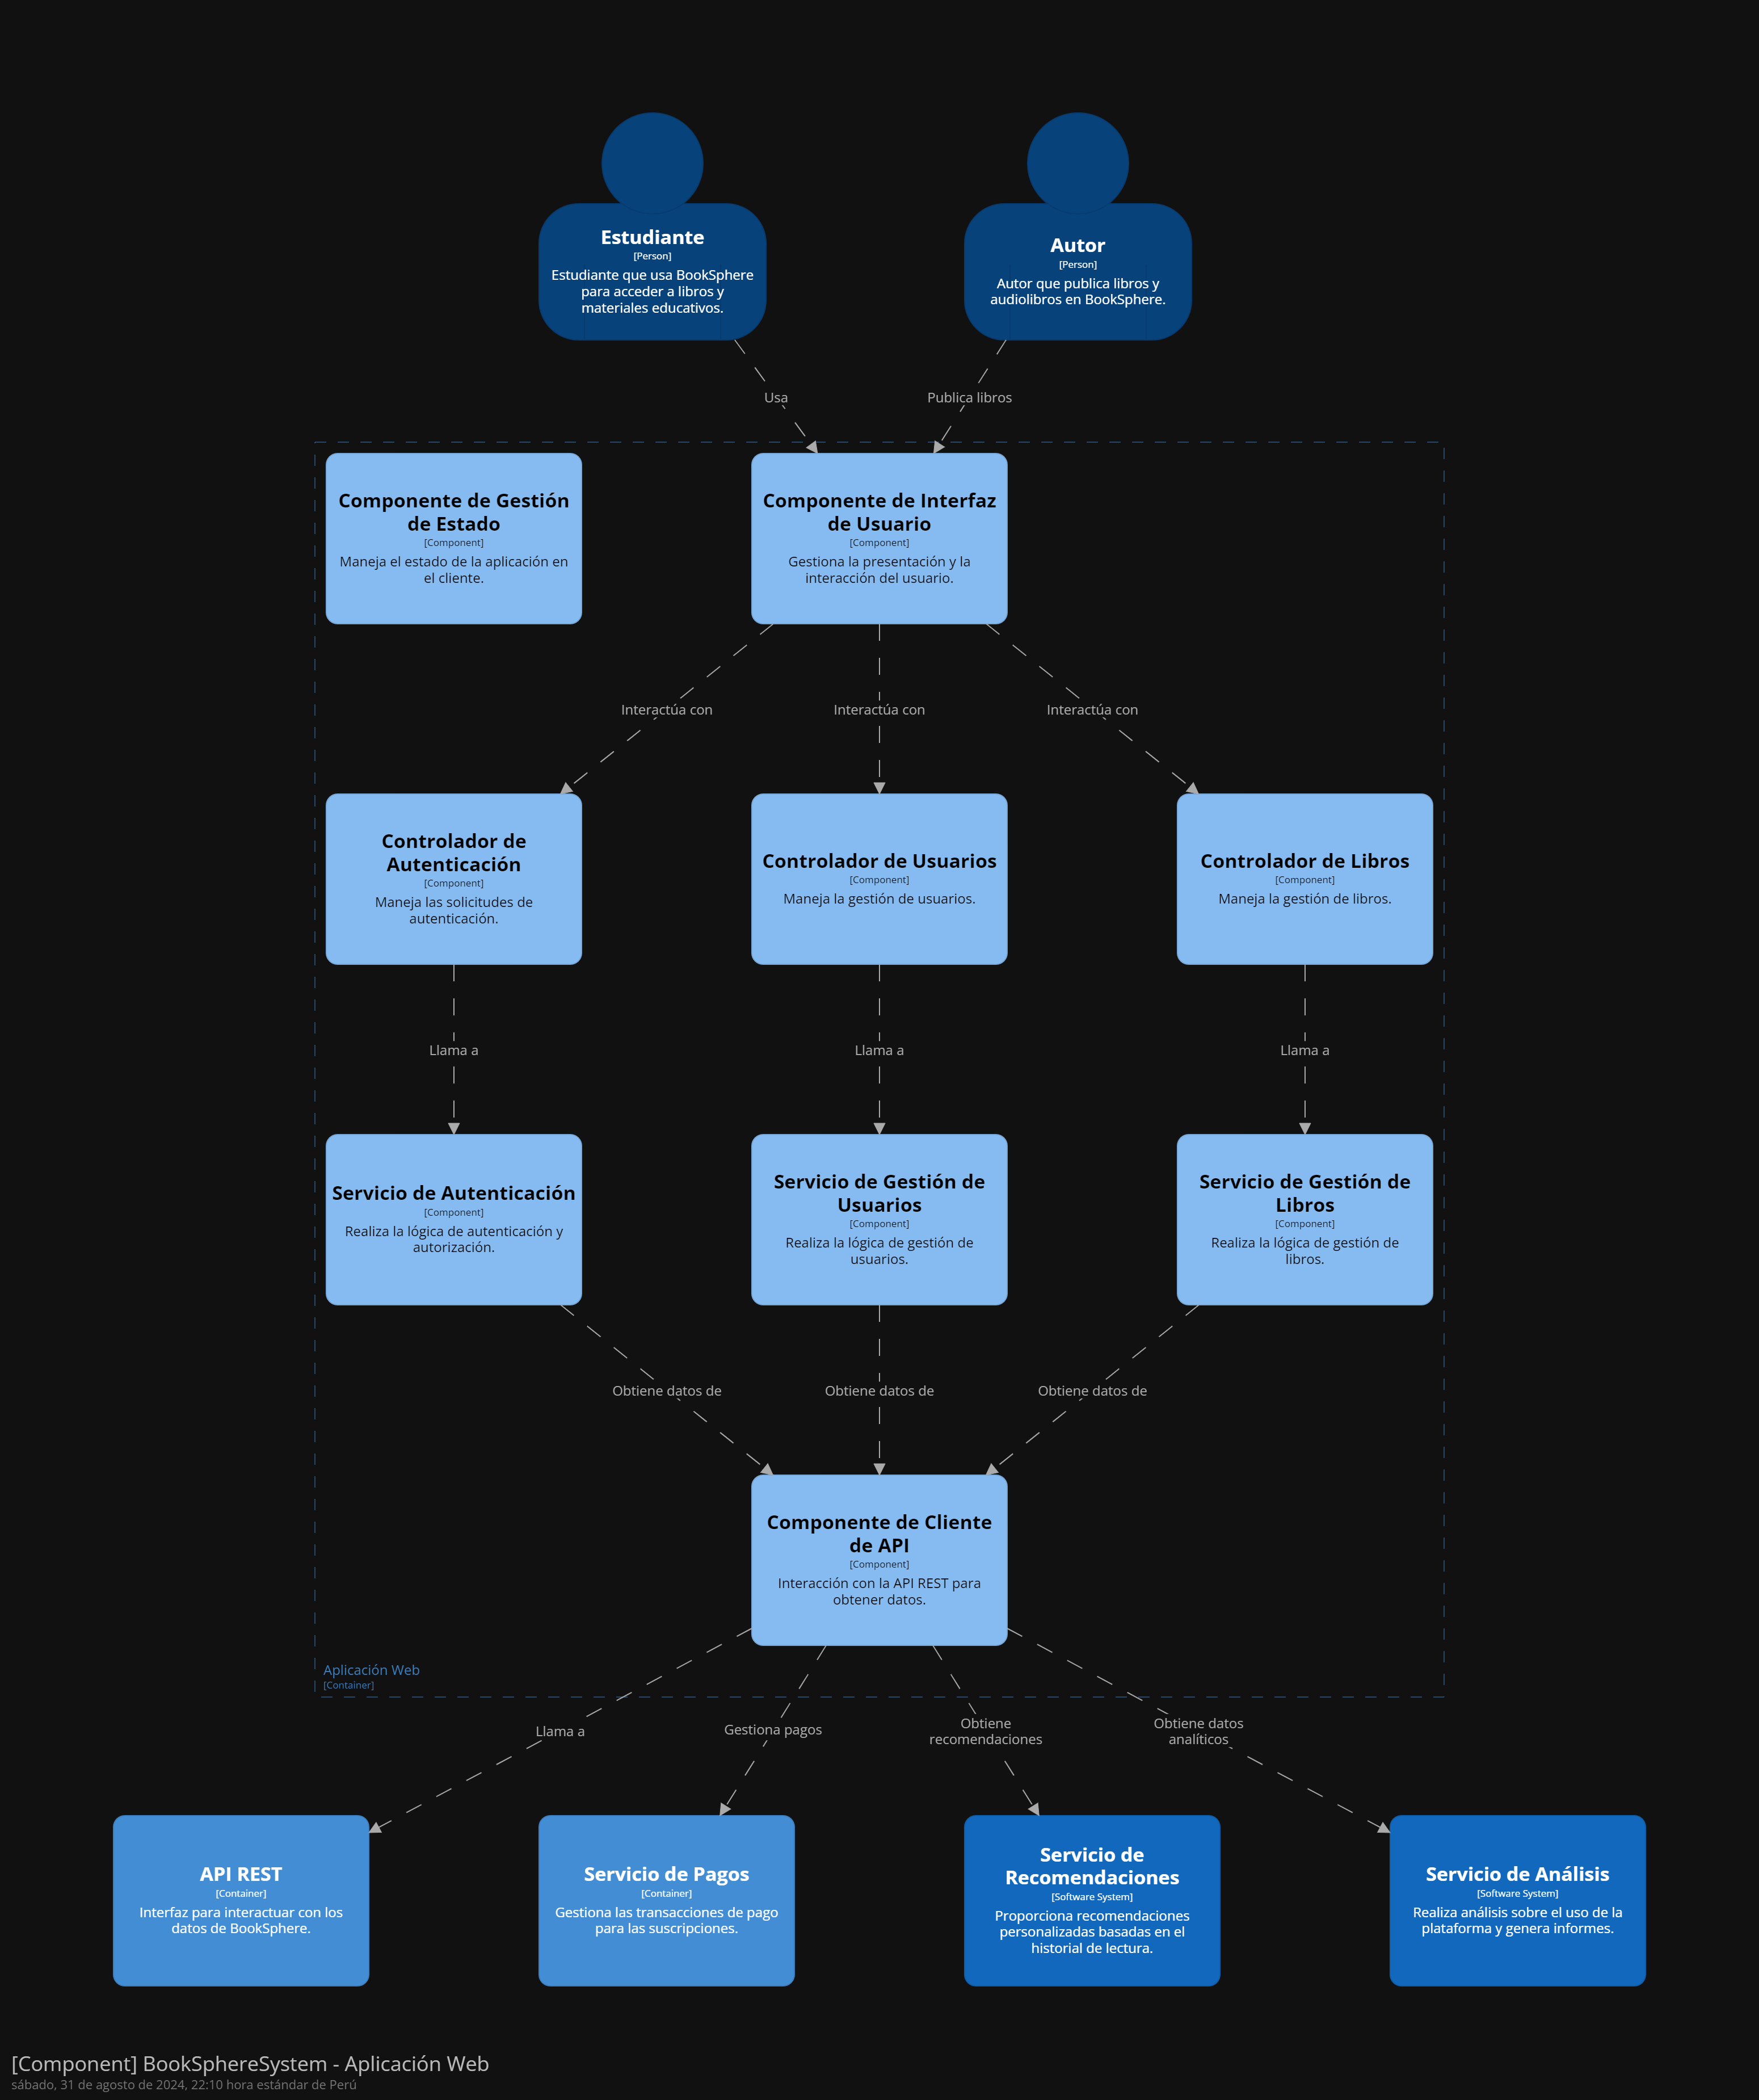 Estudiante
[Person]
Estudiante que usa BookSphere
para acceder a libros y
materiales educativos.
Autor
[Person]
Autor que publica libros y
audiolibros en BookSphere.
Usa
Publica libros
Componente de Gestión
de Estado
[Component]
Maneja el estado de la aplicación en
el cliente.
Componente de Interfaz
de Usuario
[Component]
Gestiona la presentación y la
interacción del usuario.
Interactúa con
Interactúa con
Interactúa con
Controlador de
Autenticación
[Component]
Maneja las solicitudes de
autenticación.
Controlador de Usuarios
[Component]
Maneja la gestión de usuarios.
Controlador de Libros
[Component]
Maneja la gestión de libros.
Llama a
Llama a
Llama a
Servicio de Autenticación
[Component]
Realiza la lógica de autenticación y
autorización.
Servicio de Gestión de
Usuarios
[Component]
Realiza la lógica de gestión de
usuarios.
Servicio de Gestión de
Libros
[Component]
Realiza la lógica de gestión de
libros.
Obtiene datos de
Obtiene datos de
Obtiene datos de
Componente de Cliente
de API
[Component]
Interacción con la API REST para
obtener datos.
Aplicación Web
[Container]
Llama a
Gestiona pagos
Obtiene
recomendaciones
Obtiene datos
analíticos
API REST
[Container]
Interfaz para interactuar con los
datos de BookSphere.
Servicio de Pagos
[Container]
Gestiona las transacciones de pago
para las suscripciones.
Servicio de
Recomendaciones
[Software System]
Proporciona recomendaciones
personalizadas basadas en el
historial de lectura.
Servicio de Análisis
[Software System]
Realiza análisis sobre el uso de la
plataforma y genera informes.
[Component] BookSphereSystem - Aplicación Web
sábado, 31 de agosto de 2024, 22:10 hora estándar de Perú